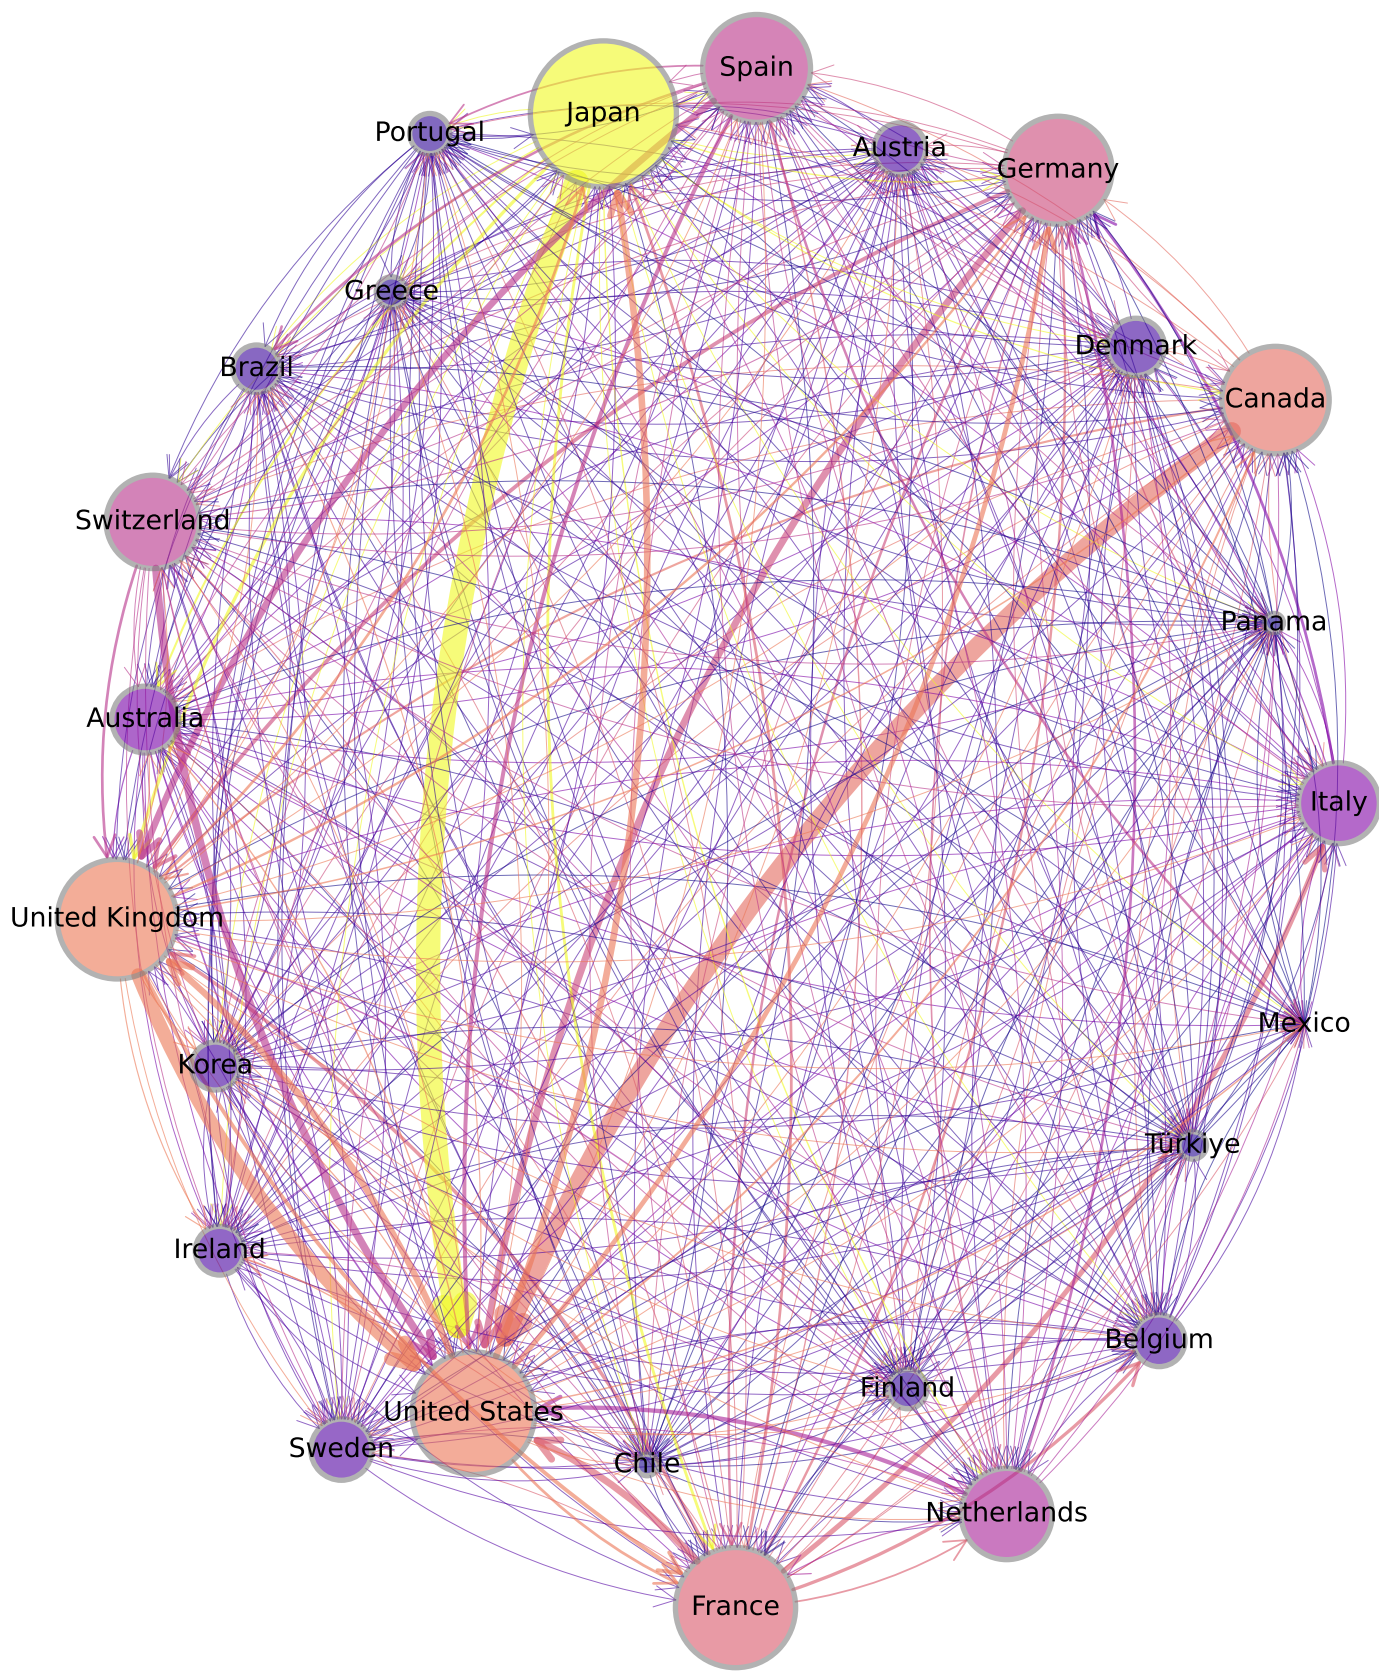 Spain
Japan
Portugal
Austria
Germany
Greece
Denmark
Brazil
Canada
Switzerland
Panama
Australia
Italy
United Kingdom
Mexico
Korea
Türkiye
Ireland
Belgium
Finland
United States
Sweden
Chile
Netherlands
France